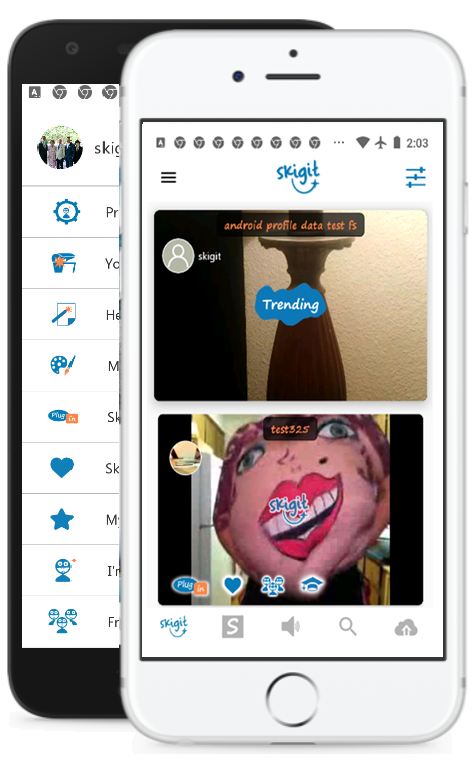 A
skig
Pr
Yo
He
M
Plug in
Sk
Sk
My
I'm
Fr
A
... 2:03
skigit
android profile data test fs
skigit
Trending
test325
skigit
Plug in
skigit
S